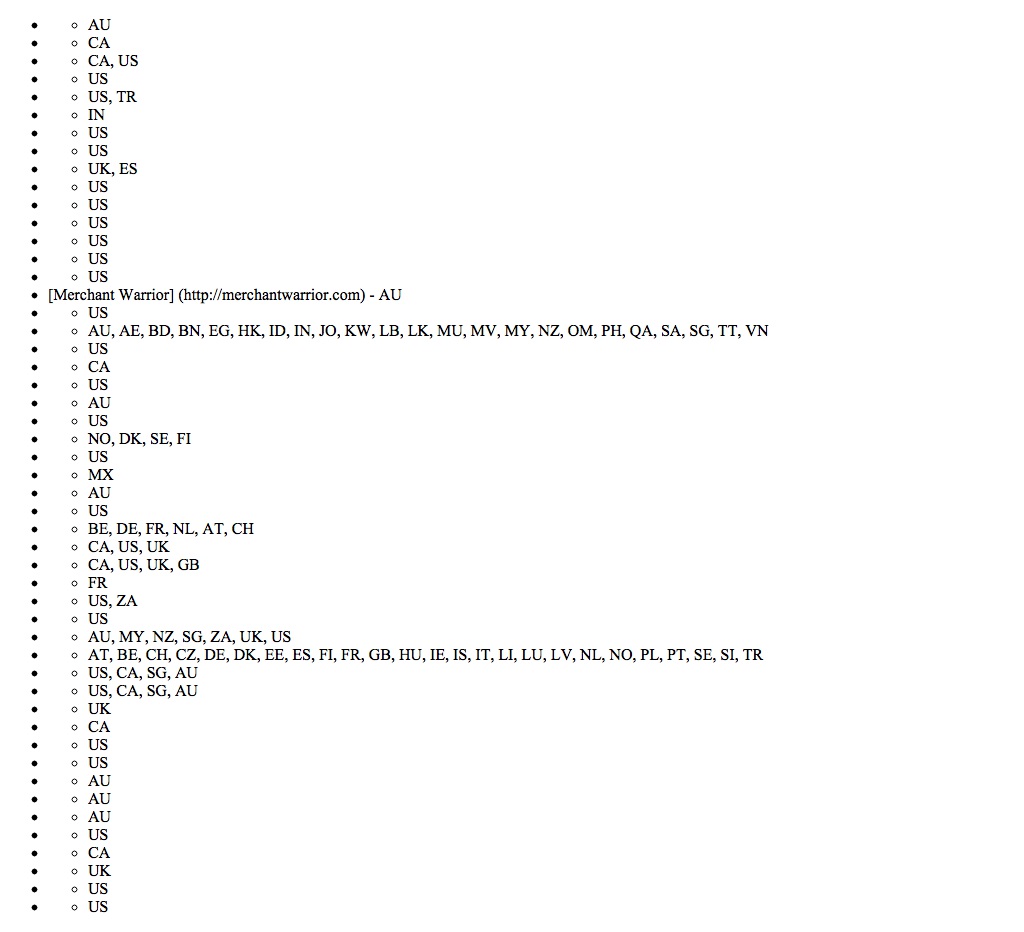 AU
CA
CA, US
US
US, TR
IN
US
US
UK, ES
US
US
US
US
US
US
[Merchant Warrior] (http://merchantwarrior.com) - AU
US
AU, AE, BD, BN, EG, HK, ID, IN, JO, KW, LB, LK, MU, MV, MY, NZ, OM, PH, QA, SA, SG, TT, VN
US
CA
US
AU
US
NO, DK, SE, FI
US
MX
AU
US
BE, DE, FR, NL, AT, CH
CA, US, UK
CA, US, UK, GB
FR
US, ZA
US
AU, MY, NZ, SG, ZA, UK, US
AT, BE, CH, CZ, DE, DK, EE, ES, FI, FR, GB, HU, IE, IS, IT, LI, LU, LV, NL, NO, PL, PT, SE, SI, TR
US, CA, SG, AU
US, CA, SG, AU
UK
CA
US
US
AU
AU
AU
US
CA
UK
US
US